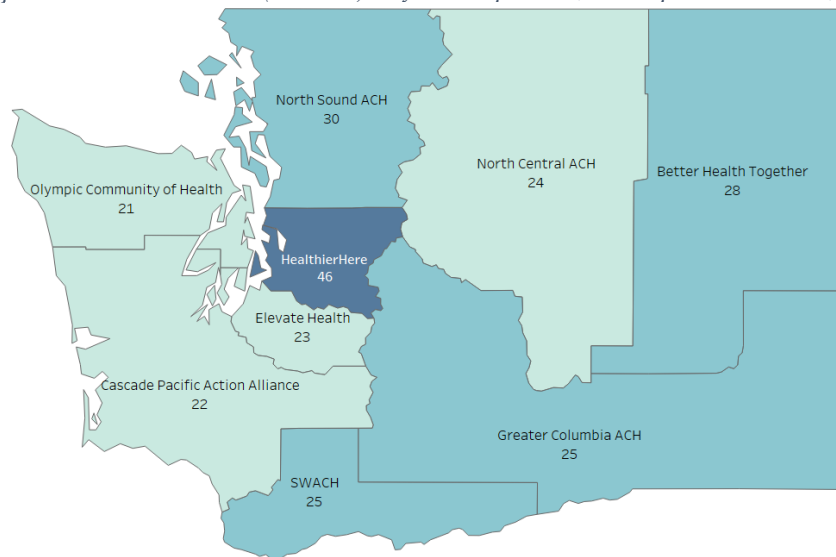 North Sound ACH
30
North Central ACH
24
Better Health Together
28
Olympic Community of Health
21
HealthierHere
46
Elevate Health
23
Cascade Pacific Action Alliance
22
Greater Columbia ACH
25
SWACH
25